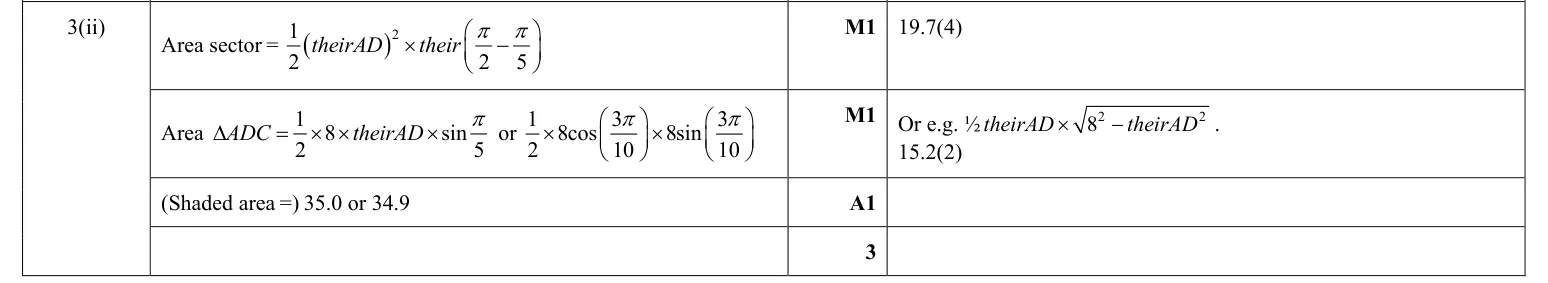 3(ii)
Area sector = 1/2 (theirAD)² × their(π/2 − π/5)
M1
19.7(4)
Area ΔADC = 1/2 × 8 × theirAD × sin π/5 or 1/2 × 8cos(3π/10) × 8sin(3π/10)
M1
Or e.g. ½ theirAD × √(8² − theirAD²) .
15.2(2)
(Shaded area =) 35.0 or 34.9
A1
3